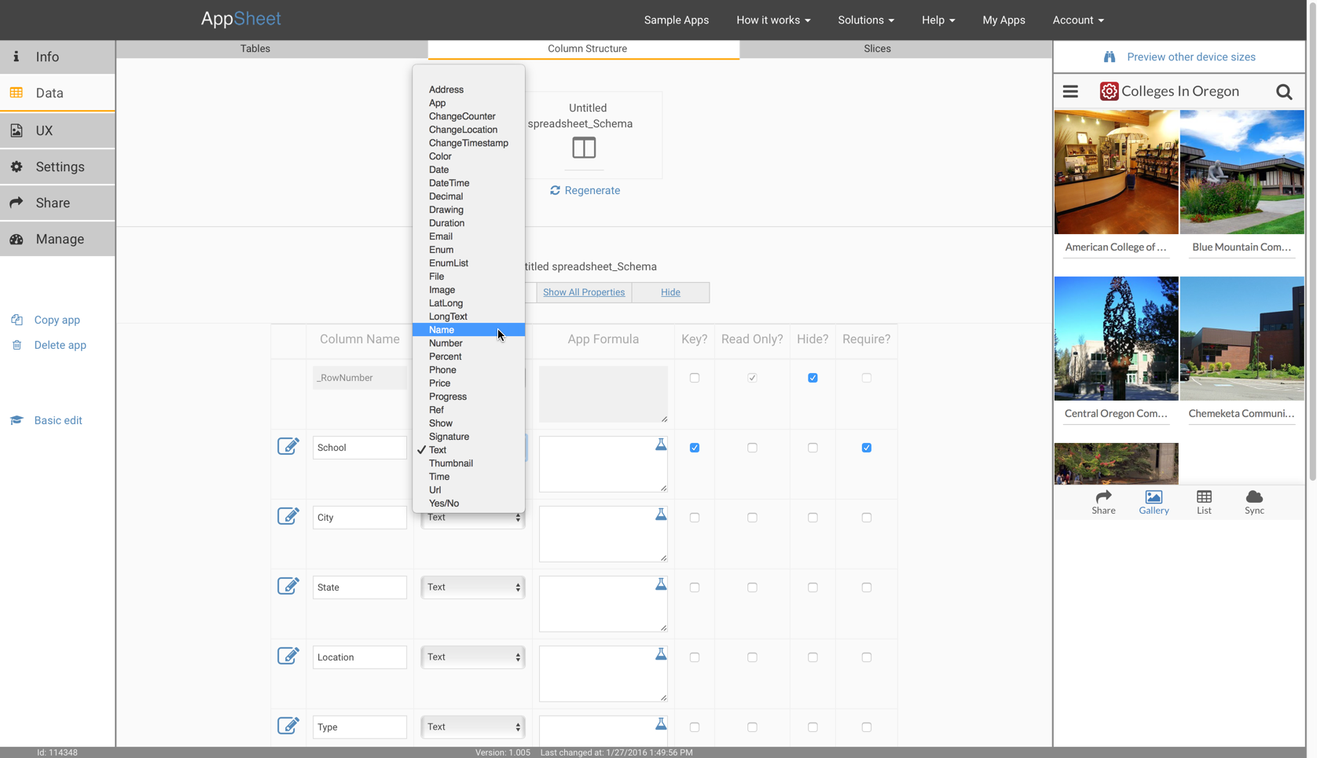 AppSheet
Sample Apps How it works Solutions Help My Apps Account
Info
Data
UX
Settings
Share
Manage
Copy app
Delete app
Basic edit
Tables Column Structure Slices
Untitled
spreadsheet_Schema
Regenerate
titled spreadsheet_Schema
Show All Properties Hide
Address
App
ChangeCounter
ChangeLocation
ChangeTimestamp
Color
Date
DateTime
Decimal
Drawing
Duration
Email
Enum
EnumList
File
Image
LatLong
LongText
Name
Number
Percent
Phone
Price
Progress
Ref
Show
Signature
Text
Thumbnail
Time
Url
Yes/No
Column Name App Formula Key? Read Only? Hide? Require?
_RowNumber
School
City Text
State Text
Location Text
Type Text
Preview other device sizes
Colleges In Oregon
American College of ... Blue Mountain Com...
Central Oregon Com... Chemeketa Communi...
Share Gallery List Sync
Id: 114348 Version: 1.005 Last changed at: 1/27/2016 1:49:56 PM